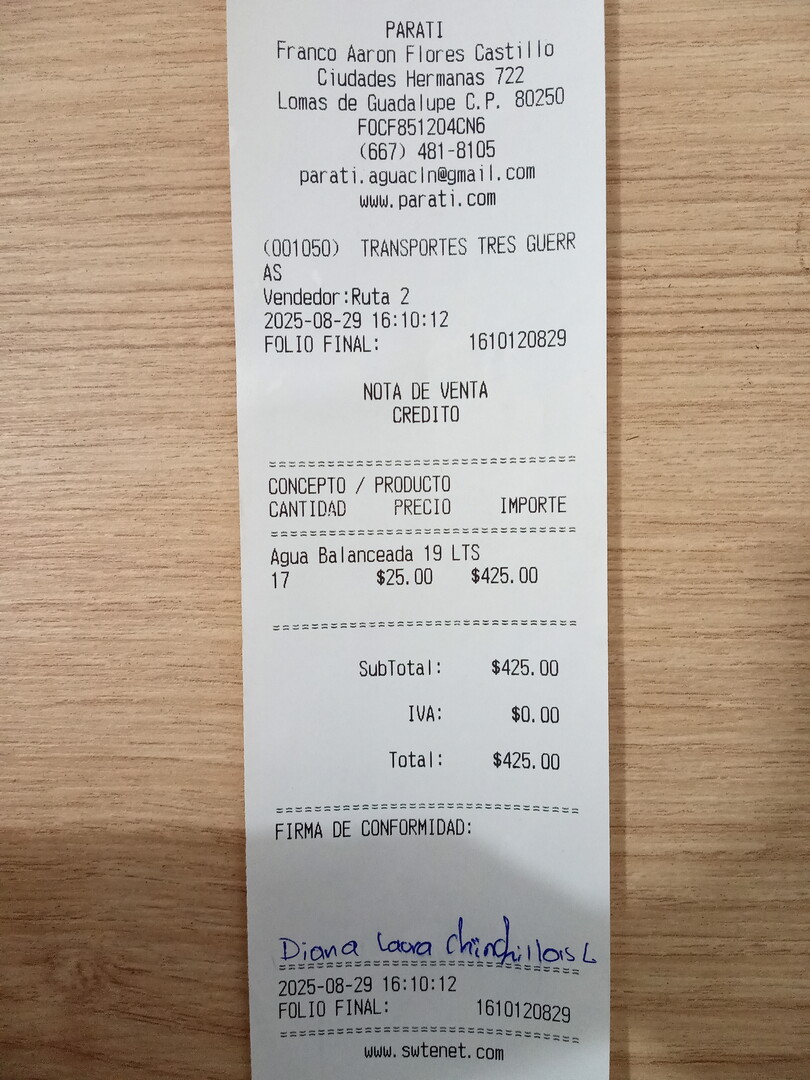 PARATI
Franco Aaron Flores Castillo
Ciudades Hermanas 722
Lomas de Guadalupe C.P. 80250
FOCF851204CN6
(667) 481-8105
parati.aguacln@gmail.com
www.parati.com
(001050) TRANSPORTES TRES GUERR
AS
Vendedor:Ruta 2
2025-08-29 16:10:12
FOLIO FINAL: 1610120829
NOTA DE VENTA
CREDITO
===============================
CONCEPTO / PRODUCTO
CANTIDAD PRECIO IMPORTE
===============================
Agua Balanceada 19 LTS
17 $25.00 $425.00
===============================
SubTotal: $425.00
IVA: $0.00
Total: $425.00
===============================
FIRMA DE CONFORMIDAD:
Diana Laura Chinchillas L
===============================
2025-08-29 16:10:12
FOLIO FINAL: 1610120829
===============================
www.swtenet.com